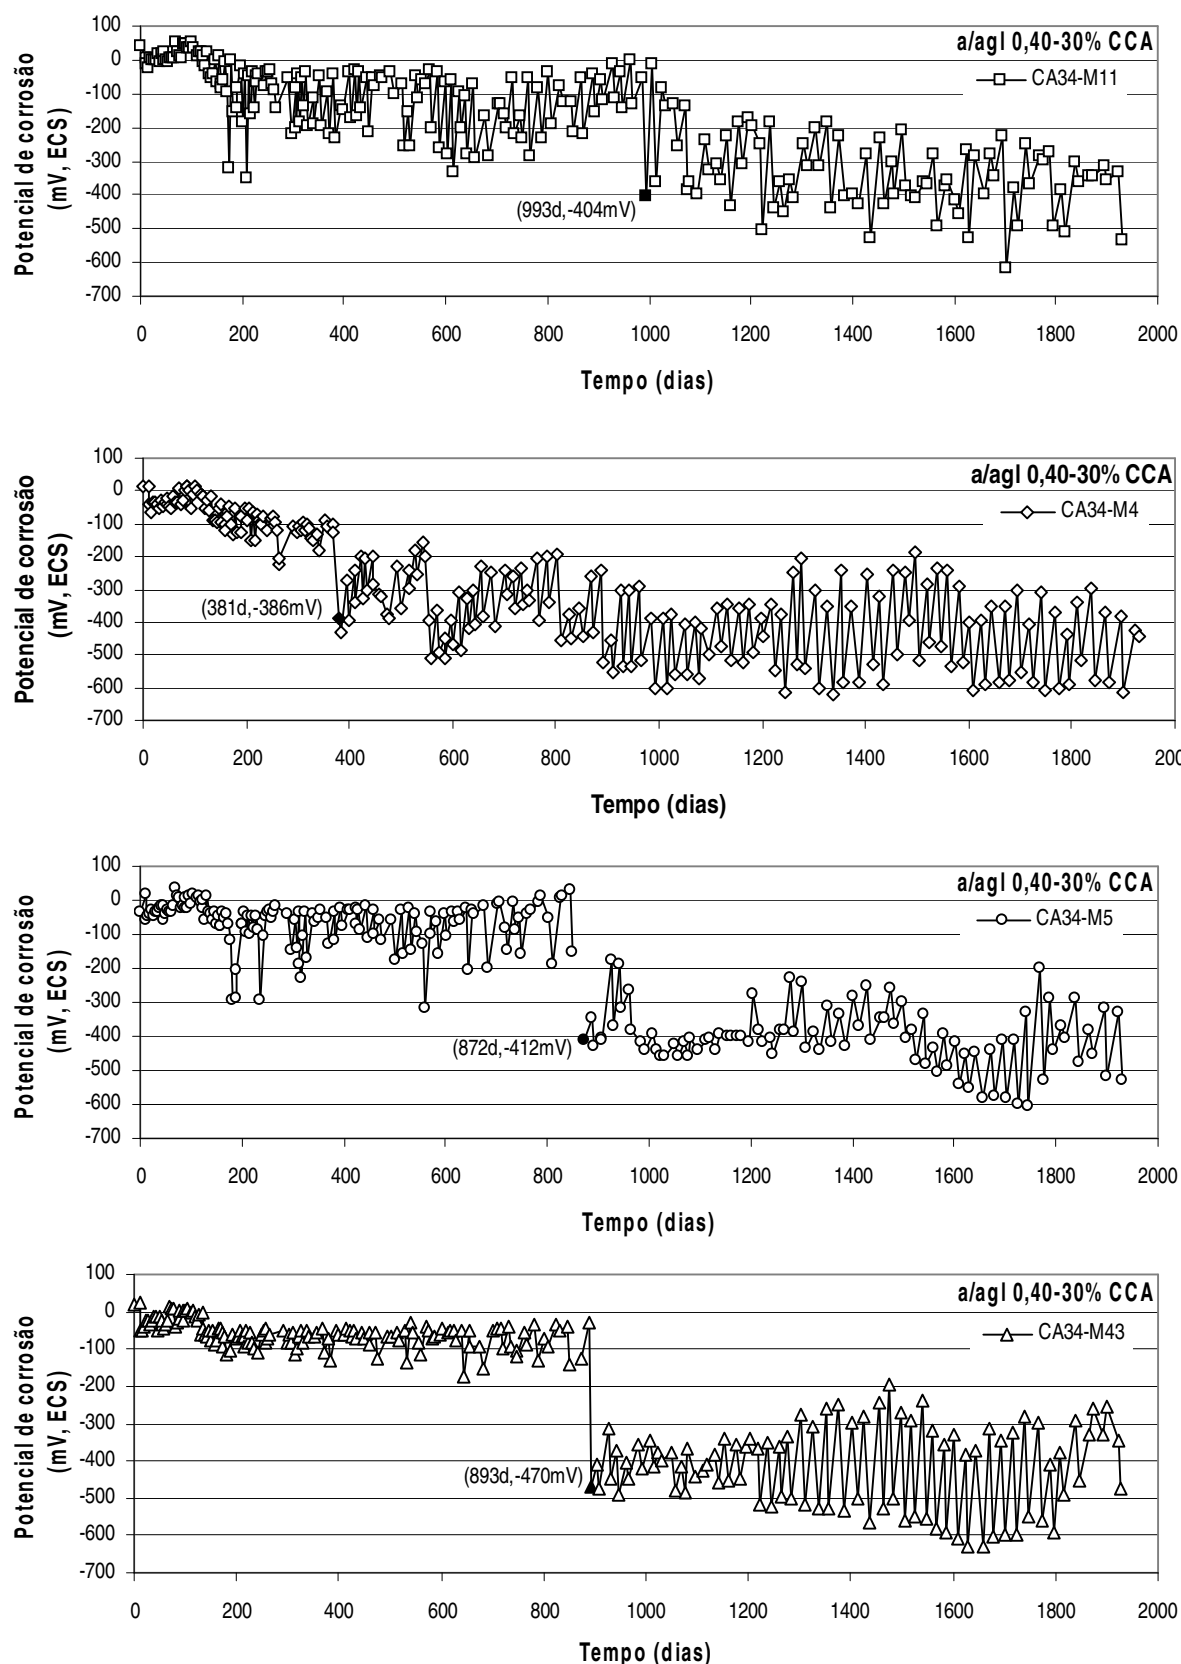 a/agl 0,40-30% CCA
CA34-M11
Potencial de corrosão
(mV, ECS)
100
0
-100
-200
-300
-400
-500
-600
-700
(993d,-404mV)
0 200 400 600 800 1000 1200 1400 1600 1800 2000
Tempo (dias)
a/agl 0,40-30% CCA
CA34-M4
Potencial de corrosão
(mV, ECS)
100
0
-100
-200
-300
-400
-500
-600
-700
(381d,-386mV)
0 200 400 600 800 1000 1200 1400 1600 1800 200
Tempo (dias)
a/agl 0,40-30% CCA
CA34-M5
Potencial de corrosão
(mV, ECS)
100
0
-100
-200
-300
-400
-500
-600
-700
(872d,-412mV)
0 200 400 600 800 1000 1200 1400 1600 1800 2000
Tempo (dias)
a/agl 0,40-30% CCA
CA34-M43
Potencial de corrosão
(mV, ECS)
100
0
-100
-200
-300
-400
-500
-600
-700
(893d,-470mV)
0 200 400 600 800 1000 1200 1400 1600 1800 2000
Tempo (dias)